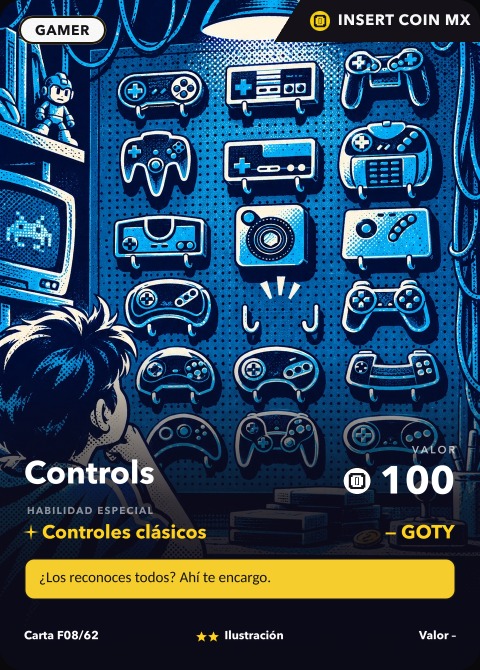 GAMER
INSERT COIN MX
VALOR
Controls
100
HABILIDAD ESPECIAL
Controles clásicos
– GOTY
¿Los reconoces todos? Ahí te encargo.
Carta F08/62
Ilustración
Valor –